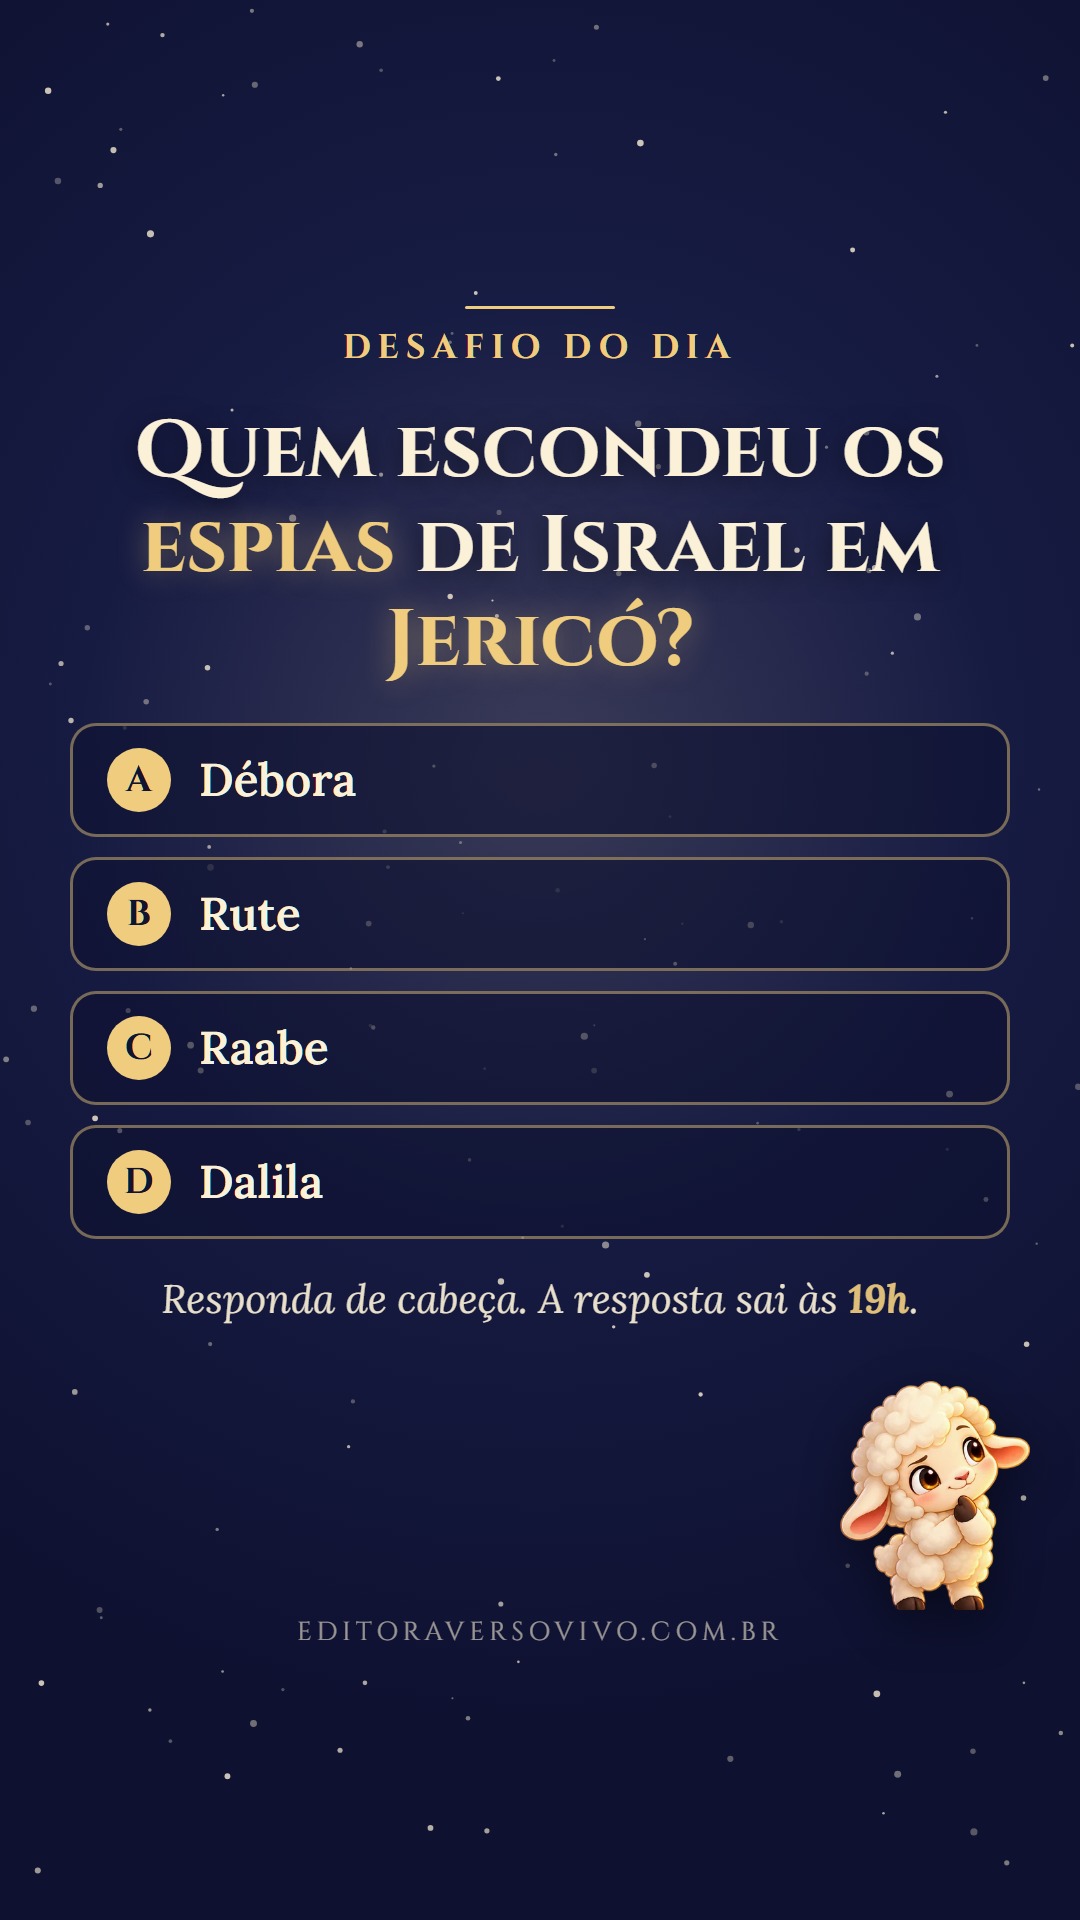 DESAFIO DO DIA
Quem escondeu os
espias de Israel em
Jericó?
A Débora
B Rute
C Raabe
D Dalila
Responda de cabeça. A resposta sai às 19h.
EDITORAVERSOVIVO.COM.BR